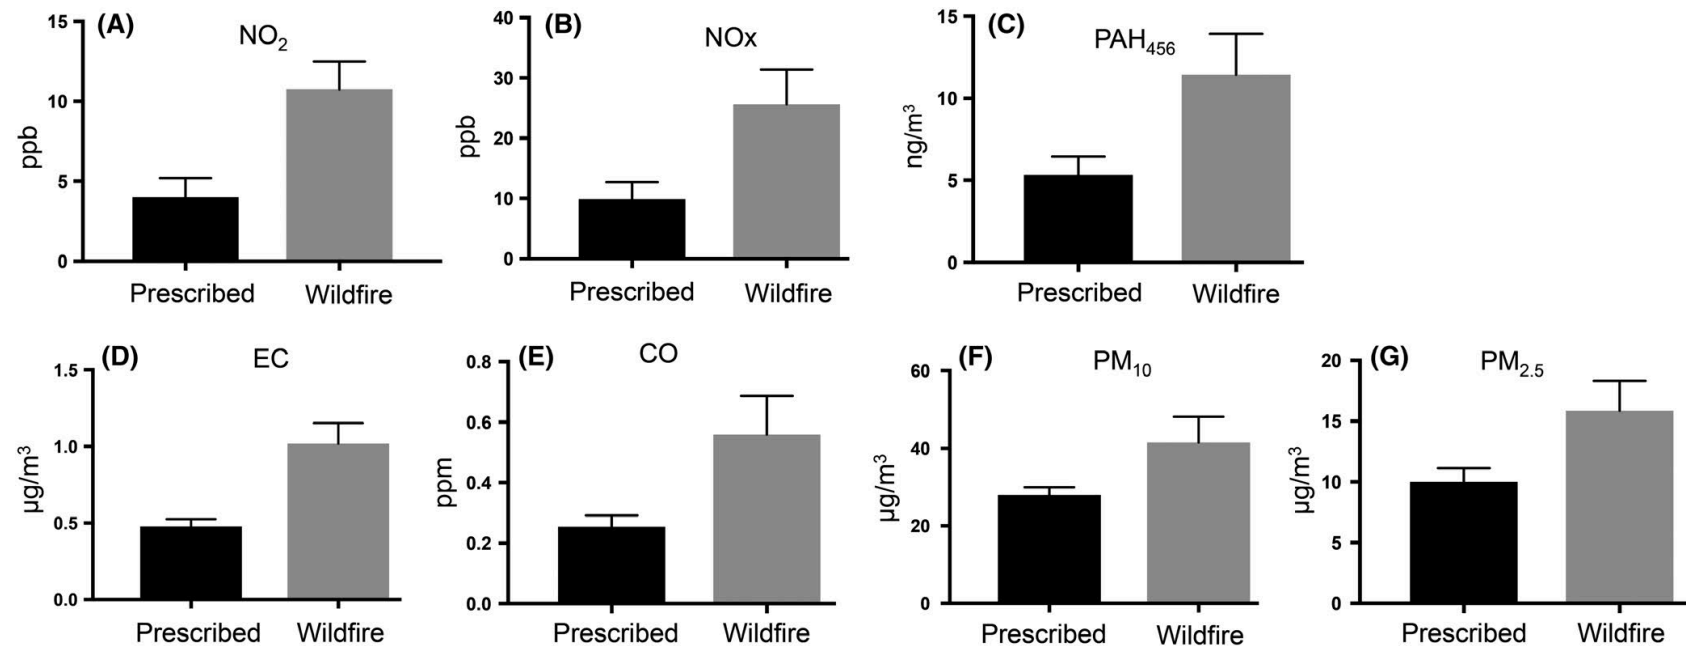 (A) NO₂
15
10
5
0
ppb
Prescribed Wildfire
(B) NOx
40
30
20
10
0
ppb
Prescribed Wildfire
(C) PAH₄₅₆
15
10
5
0
ng/m³
Prescribed Wildfire
(D) EC
1.5
1.0
0.5
0.0
µg/m³
Prescribed Wildfire
(E) CO
0.8
0.6
0.4
0.2
0.0
ppm
Prescribed Wildfire
(F) PM₁₀
60
40
20
0
µg/m³
Prescribed Wildfire
(G) PM₂.₅
20
15
10
5
0
µg/m³
Prescribed Wildfire